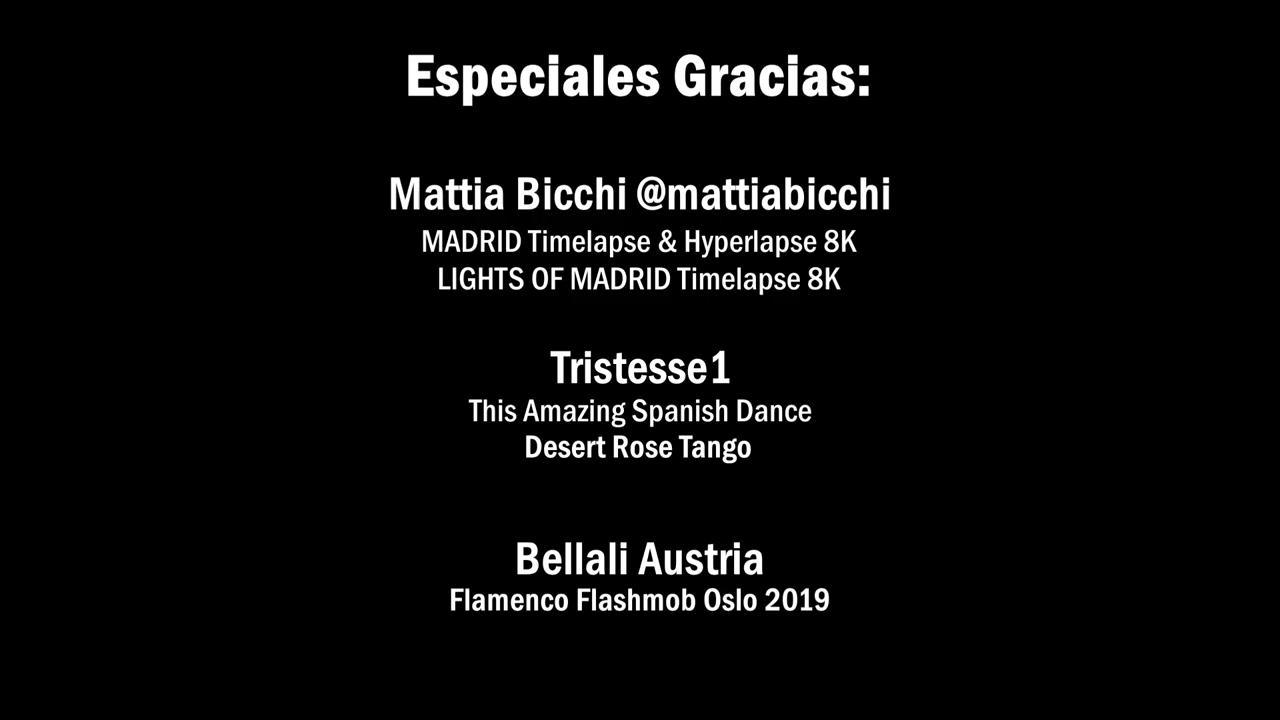 Especiales Gracias:
Mattia Bicchi @mattiabicchi
MADRID Timelapse & Hyperlapse 8K
LIGHTS OF MADRID Timelapse 8K
Tristesse1
This Amazing Spanish Dance
Desert Rose Tango
Bellali Austria
Flamenco Flashmob Oslo 2019